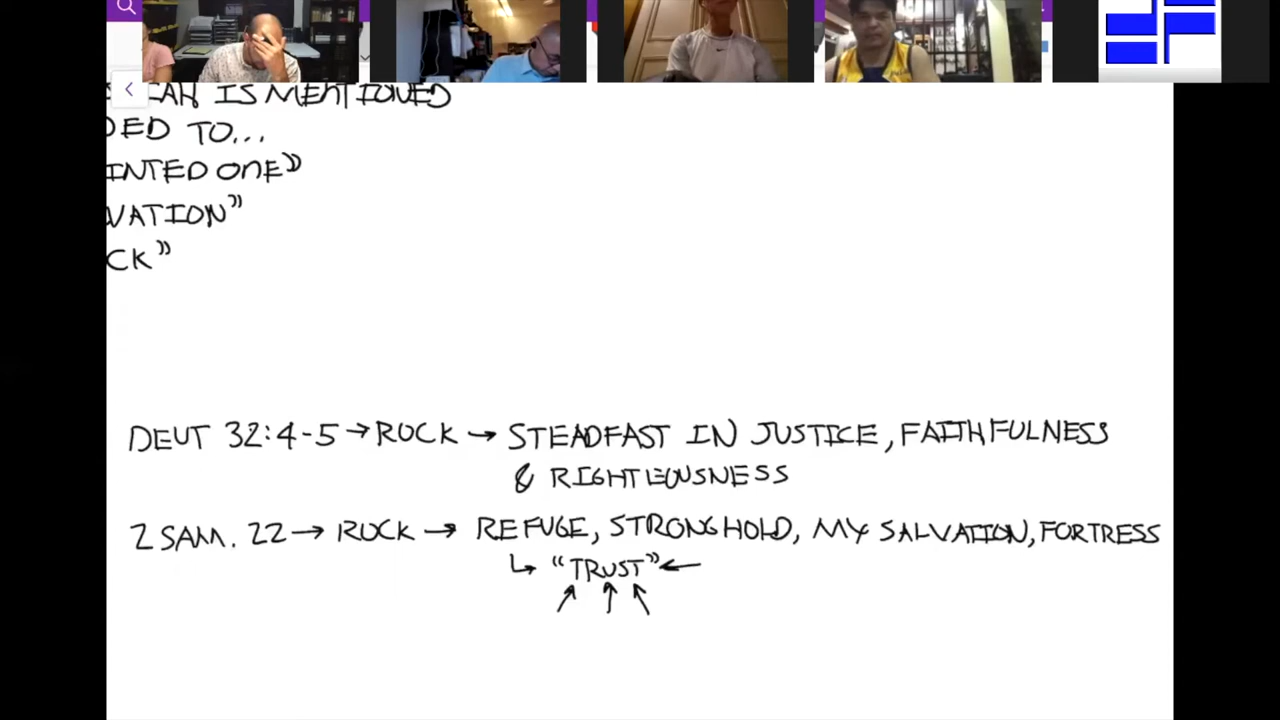 IS MENTIONED
DED TO...
INTED ONE»
VATION"
CK"
DEUT 32:4-5→ROCK→ STEADFAST IN JUSTICE, FAITHFULNESS
& RIGHTEOUSNESS
2 SAM. 22→ ROCK → REFUGE, STRONGHOLD, MY SALVATION, FORTRESS
↳ "TRUST"←